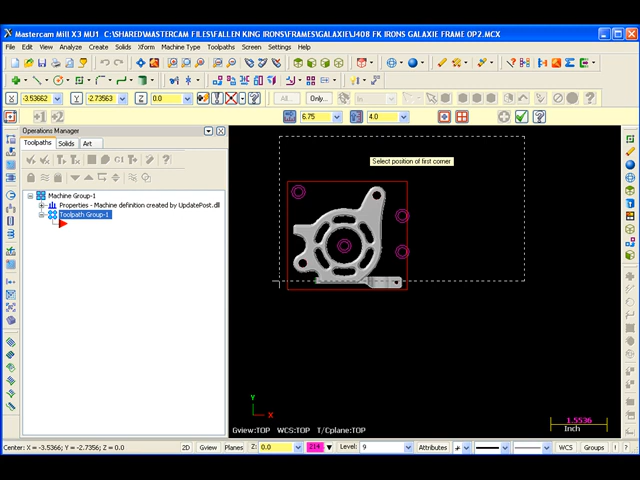 Mastercam Mill X3 MU1 C:\SHARED\MASTERCAM FILES\FALLEN KING IRONS\FRAMES\GALAXIE\J408 FK IRONS GALAXIE FRAME OP2.MCX
File Edit View Analyze Create Solids Xform Machine Type Toolpaths Screen Settings Help
X -3.53662 Y -2.73563 Z 0.0 All... Only... In
6.75 4.0
Operations Manager
Toolpaths Solids Art
Select position of first corner
G1
Machine Group-1
Properties - Machine definition created by UpdatePost.dll
Toolpath Group-1
Y
X
1.5536
Inch
Gview:TOP WCS:TOP T/Cplane:TOP
Center: X = -3.5366; Y = -2.7356; Z = 0.0 2D Gview Planes Z: 0.0 214 Level: 9 Attributes WCS Groups ! ?